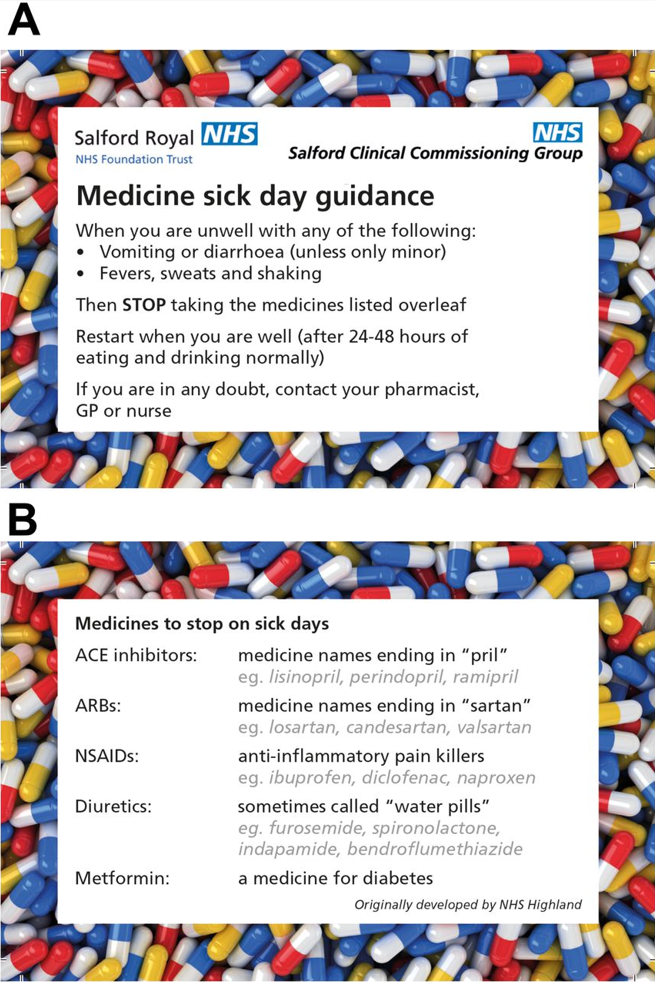 A
Salford Royal NHS
NHS Foundation Trust
NHS
Salford Clinical Commissioning Group
Medicine sick day guidance
When you are unwell with any of the following:
• Vomiting or diarrhoea (unless only minor)
• Fevers, sweats and shaking
Then STOP taking the medicines listed overleaf
Restart when you are well (after 24-48 hours of
eating and drinking normally)
If you are in any doubt, contact your pharmacist,
GP or nurse
B
Medicines to stop on sick days
ACE inhibitors: medicine names ending in “pril”
eg. lisinopril, perindopril, ramipril
ARBs: medicine names ending in “sartan”
eg. losartan, candesartan, valsartan
NSAIDs: anti-inflammatory pain killers
eg. ibuprofen, diclofenac, naproxen
Diuretics: sometimes called “water pills”
eg. furosemide, spironolactone,
indapamide, bendroflumethiazide
Metformin: a medicine for diabetes
Originally developed by NHS Highland